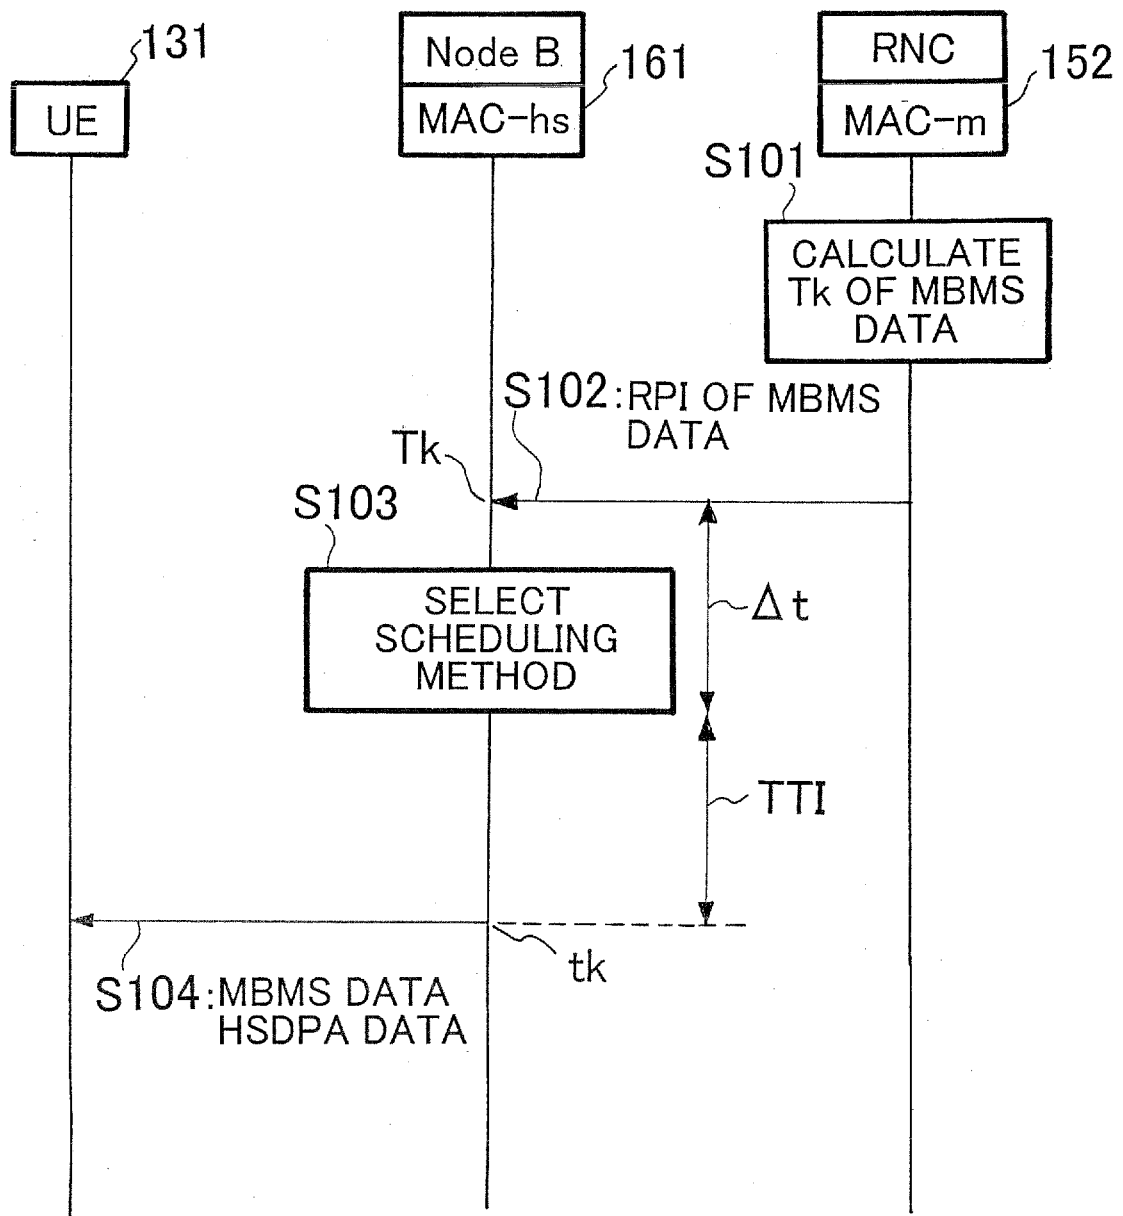 131
UE
Node B
MAC-hs
161
RNC
MAC-m
152
S101
CALCULATE
Tk OF MBMS
DATA
S102:RPI OF MBMS
DATA
Tk
S103
SELECT
SCHEDULING
METHOD
Δt
TTI
tk
S104:MBMS DATA
HSDPA DATA